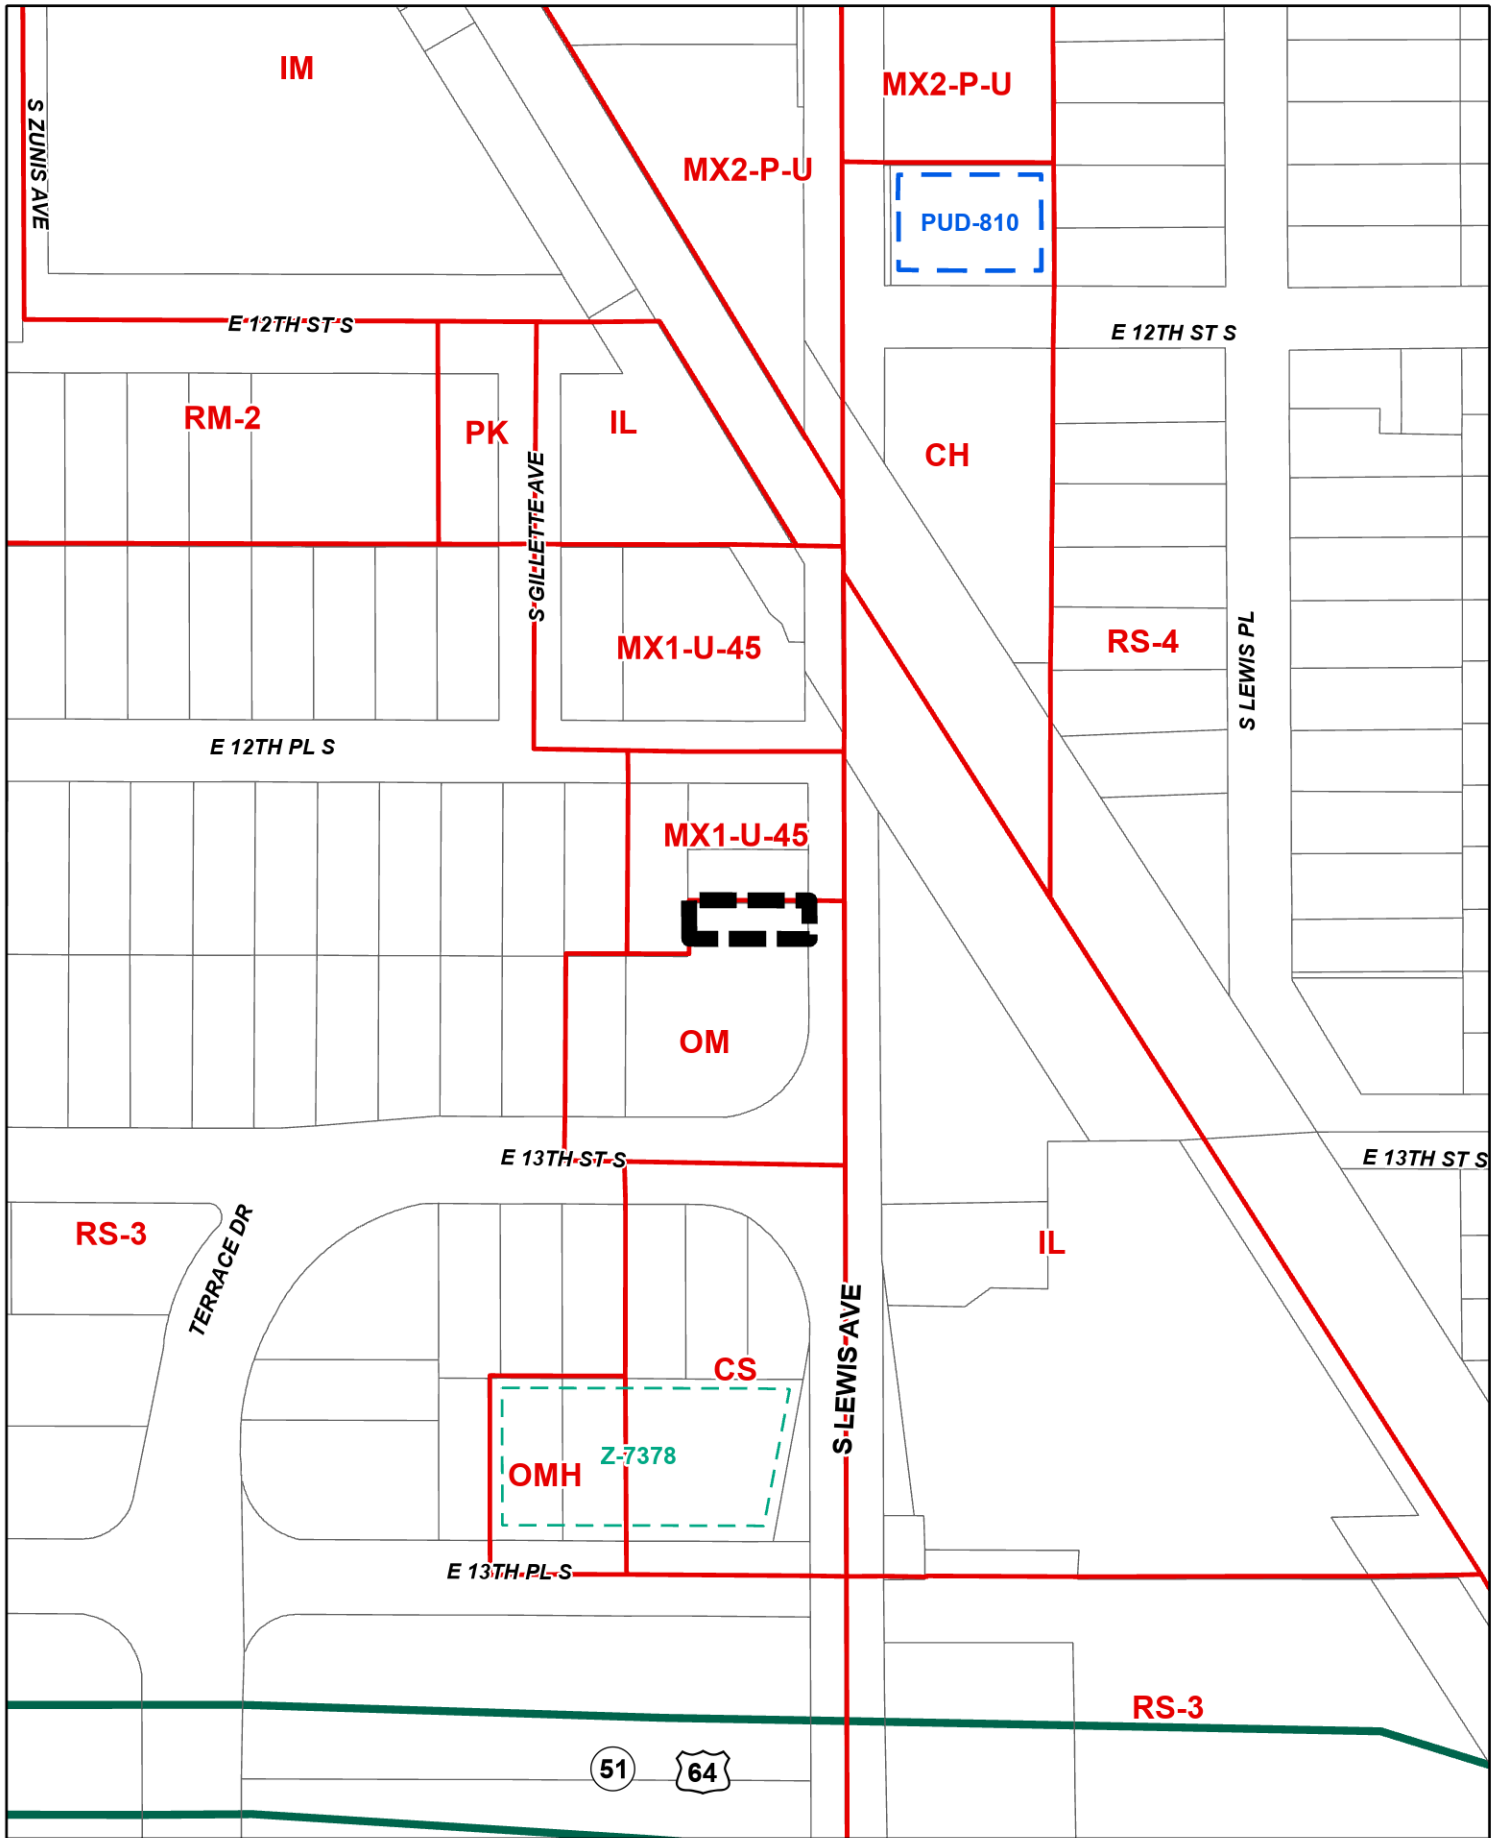 IM
MX2-P-U
S ZUNIS AVE
MX2-P-U
PUD-810
E 12TH ST S
E 12TH ST S
RM-2
PK
IL
CH
S GILLETTE AVE
MX1-U-45
RS-4
S LEWIS PL
E 12TH PL S
MX1-U-45
OM
E 13TH ST S
E 13TH ST S
RS-3
TERRACE DR
IL
S LEWIS AVE
CS
Z-7378
OMH
E 13TH PL S
RS-3
51
64